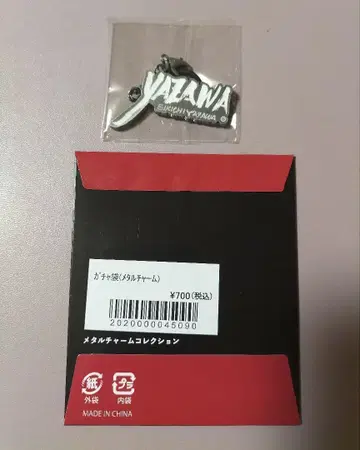 YAZAWA
EIKICHI YAZAWA
ガチャ袋(メタルチャーム)
¥700(税込)
2020000045090
メタルチャームコレクション
紙 プラ
外袋 内袋
MADE IN CHINA